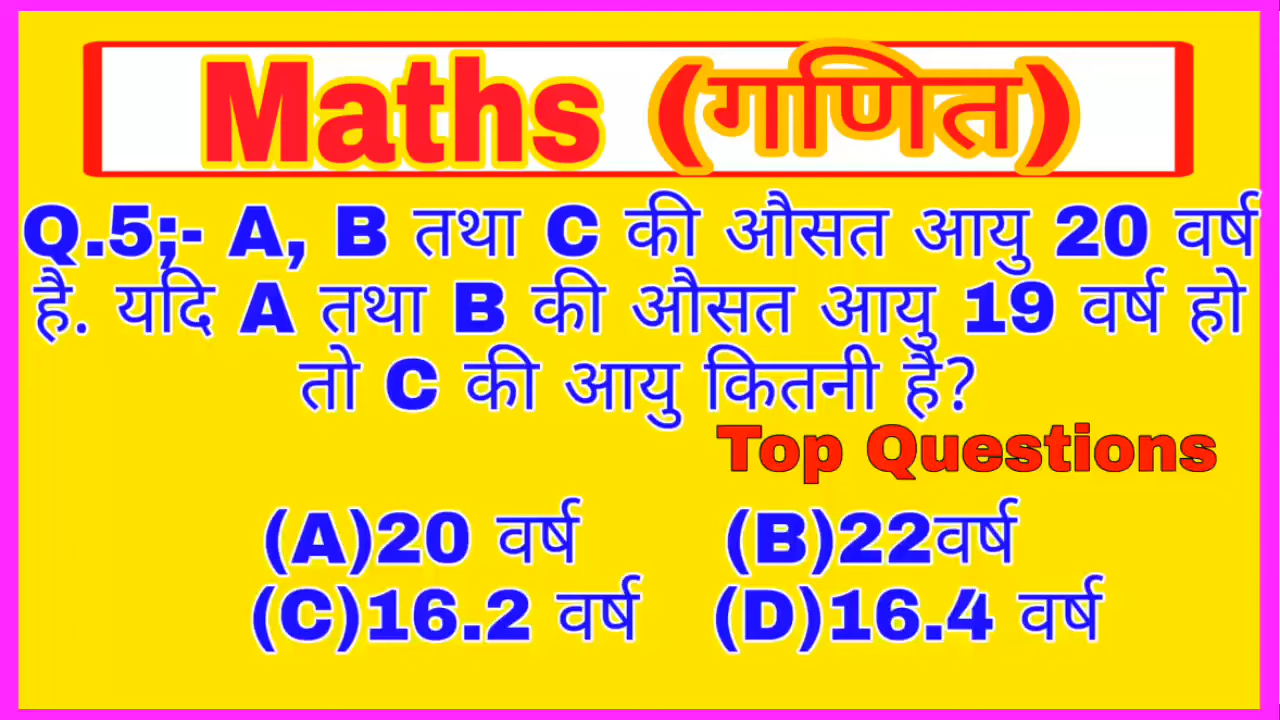 Maths (गणित)
Q.5;- A, B तथा C की औसत आयु 20 वर्ष
है. यदि A तथा B की औसत आयु 19 वर्ष हो
तो C की आयु कितनी है?
Top Questions
(A)20 वर्ष (B)22वर्ष
(C)16.2 वर्ष (D)16.4 वर्ष